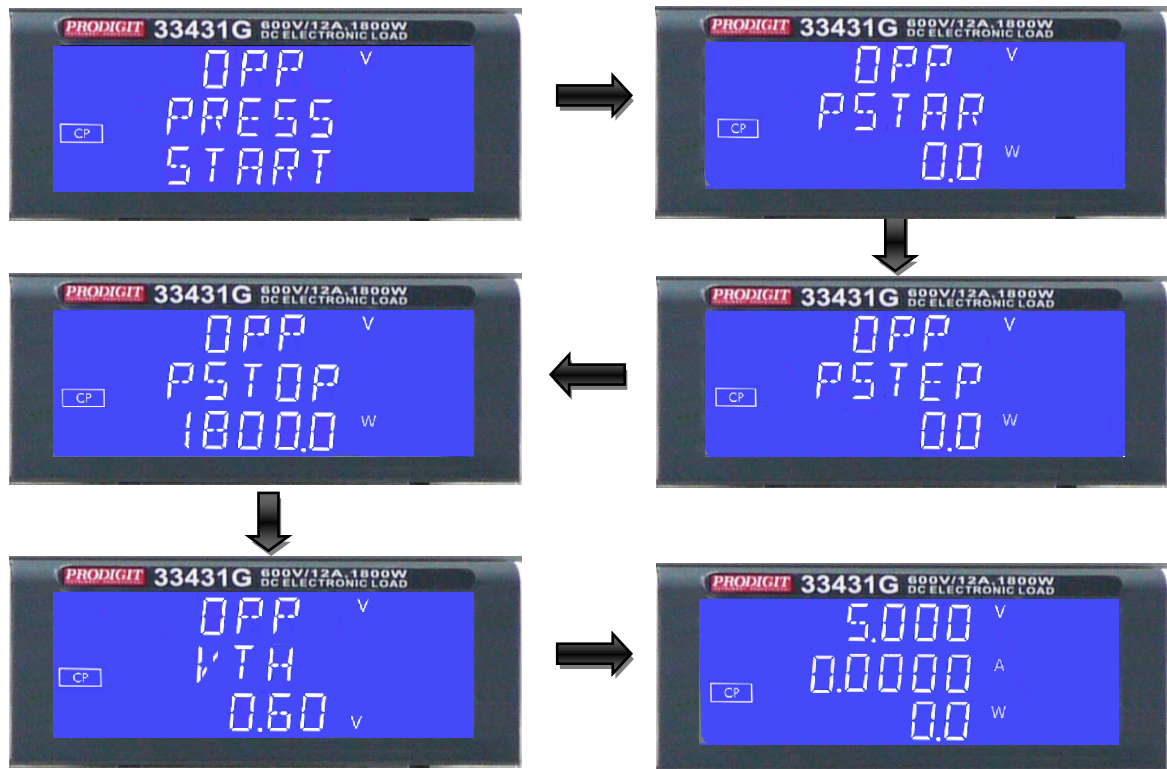 PRODIGIT 33431G 600V/12A,1800W
DC ELECTRONIC LOAD
OPP V
PRESS
CP
START
PRODIGIT 33431G 600V/12A,1800W
DC ELECTRONIC LOAD
OPP V
PSTAR
CP
0.0 W
PRODIGIT 33431G 600V/12A,1800W
DC ELECTRONIC LOAD
OPP V
PSTEP
CP
0.0 W
PRODIGIT 33431G 600V/12A,1800W
DC ELECTRONIC LOAD
OPP V
PSTOP
CP
1800.0 W
PRODIGIT 33431G 600V/12A,1800W
DC ELECTRONIC LOAD
OPP V
VTH
CP
0.60 V
PRODIGIT 33431G 600V/12A,1800W
DC ELECTRONIC LOAD
5.000 V
0.0000 A
CP
0.0 W